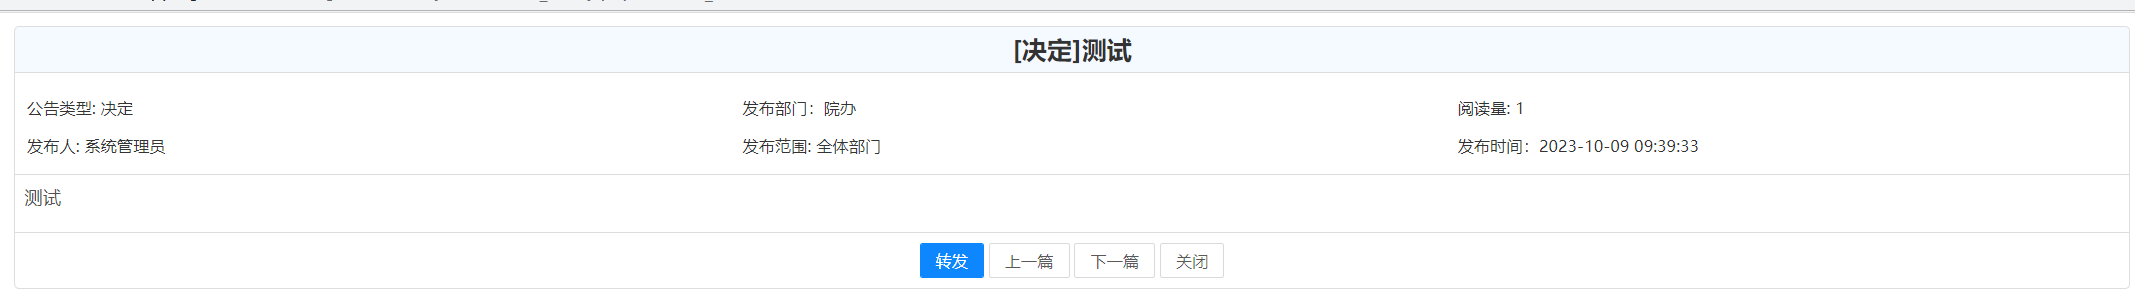 [决定]测试
公告类型: 决定 发布部门：院办 阅读量: 1
发布人: 系统管理员 发布范围: 全体部门 发布时间：2023-10-09 09:39:33
测试
转发 上一篇 下一篇 关闭